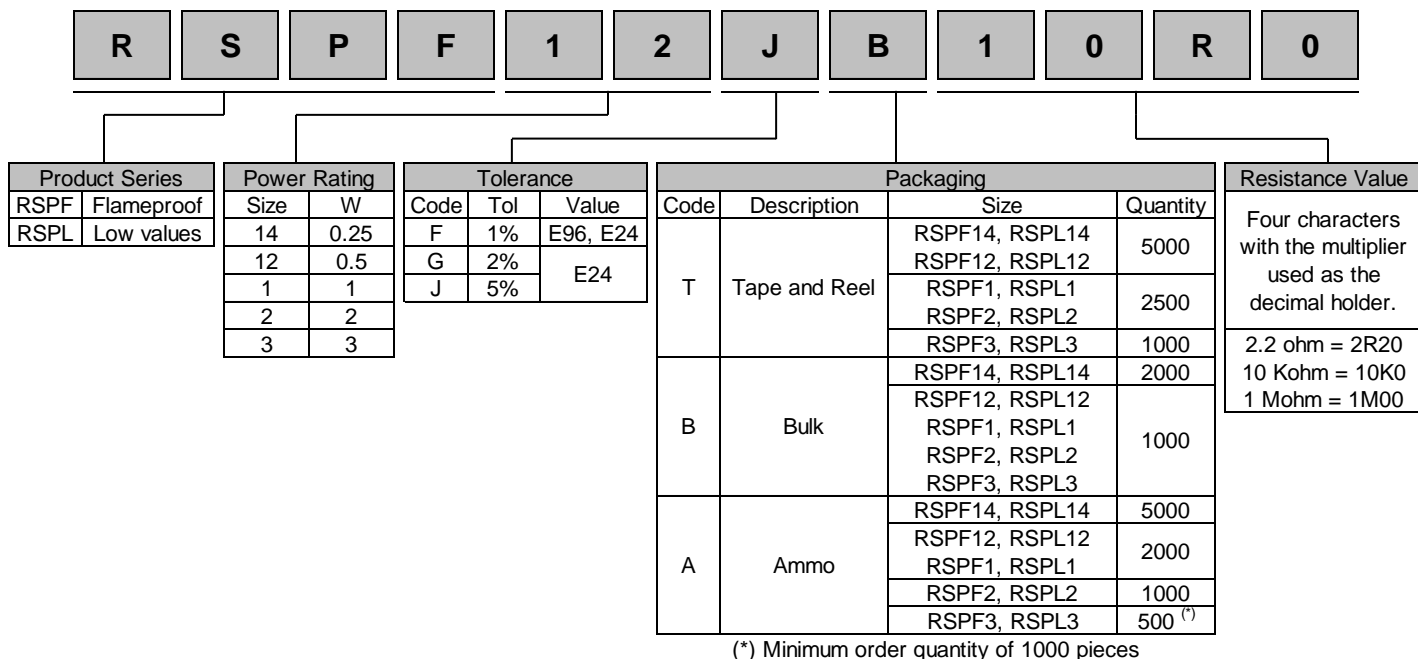 R S P F 1 2 J B 1 0 R 0
Product Series
RSPF Flameproof
RSPL Low values
Power Rating
Size W
14 0.25
12 0.5
1 1
2 2
3 3
Tolerance
Code Tol Value
F 1% E96, E24
G 2% E24
J 5%
Packaging
Code Description Size Quantity
T Tape and Reel
RSPF14, RSPL14
RSPF12, RSPL12
5000
RSPF1, RSPL1
RSPF2, RSPL2
2500
RSPF3, RSPL3 1000
B Bulk
RSPF14, RSPL14 2000
RSPF12, RSPL12
RSPF1, RSPL1
RSPF2, RSPL2
RSPF3, RSPL3
1000
A Ammo
RSPF14, RSPL14 5000
RSPF12, RSPL12
RSPF1, RSPL1
2000
RSPF2, RSPL2 1000
RSPF3, RSPL3 500 (*)
(*) Minimum order quantity of 1000 pieces
Resistance Value
Four characters
with the multiplier
used as the
decimal holder.
2.2 ohm = 2R20
10 Kohm = 10K0
1 Mohm = 1M00